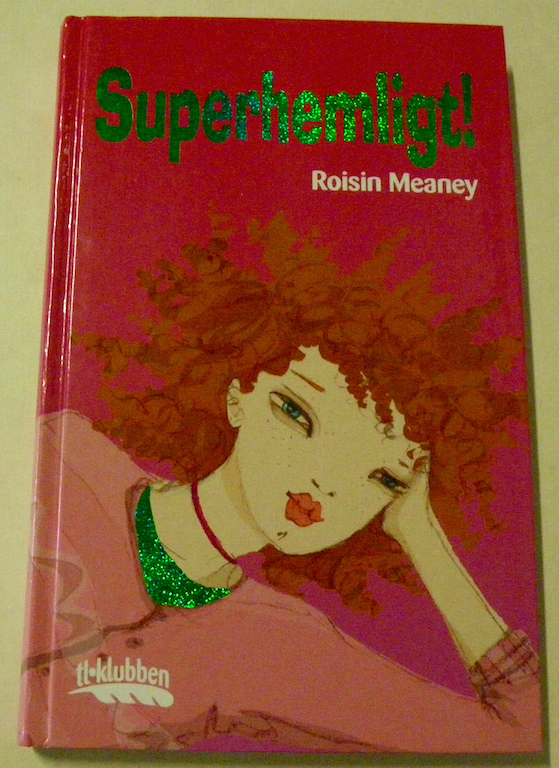 Superhemligt!
Roisin Meaney
tl•klubben